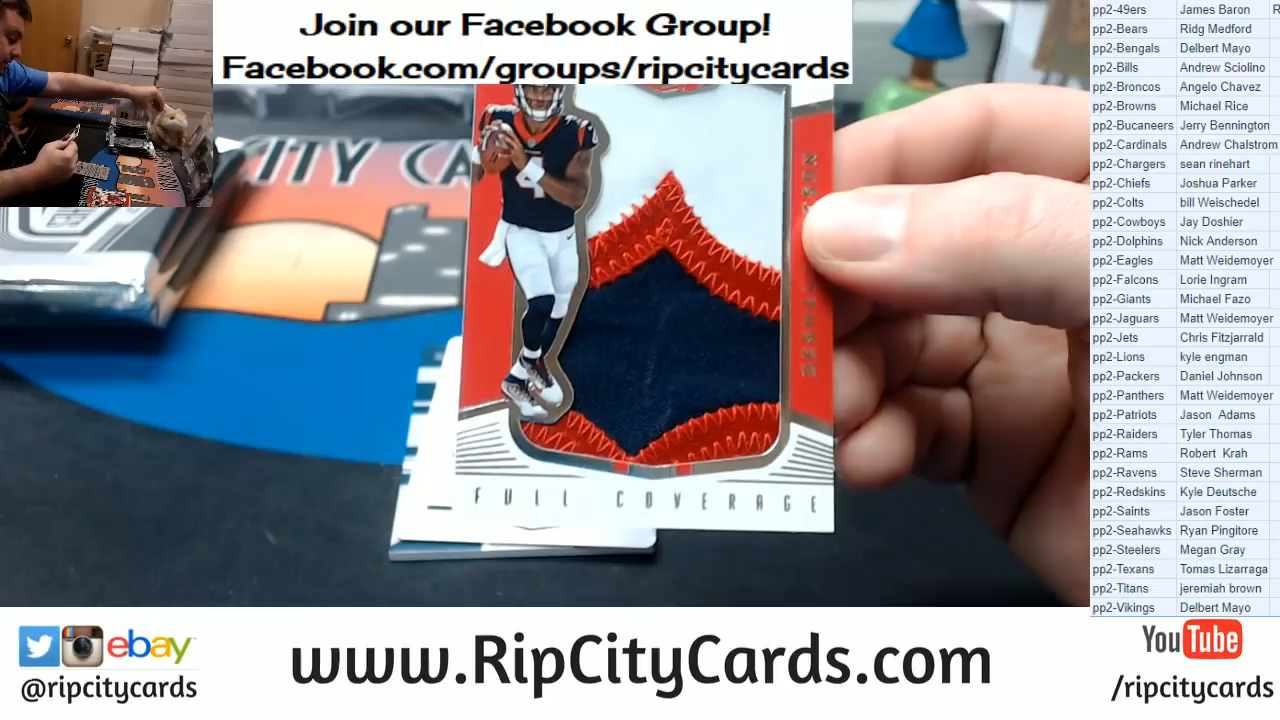 Join our Facebook Group!
Facebook.com/groups/ripcitycards
CITY CA
4
FULL COVERAGE
pp2-49ers James Baron R
pp2-Bears Ridg Medford
pp2-Bengals Delbert Mayo
pp2-Bills Andrew Sciolino
pp2-Broncos Angelo Chavez
pp2-Browns Michael Rice
pp2-Bucaneers Jerry Bennington
pp2-Cardinals Andrew Chalstrom
pp2-Chargers sean rinehart
pp2-Chiefs Joshua Parker
pp2-Colts bill Weischedel
pp2-Cowboys Jay Doshier
pp2-Dolphins Nick Anderson
pp2-Eagles Matt Weidemoyer
pp2-Falcons Lorie Ingram
pp2-Giants Michael Fazo
pp2-Jaguars Matt Weidemoyer
pp2-Jets Chris Fitzjarrald
pp2-Lions kyle engman
pp2-Packers Daniel Johnson
pp2-Panthers Matt Weidemoyer
pp2-Patriots Jason Adams
pp2-Raiders Tyler Thomas
pp2-Rams Robert Krah
pp2-Ravens Steve Sherman
pp2-Redskins Kyle Deutsche
pp2-Saints Jason Foster
pp2-Seahawks Ryan Pingitore
pp2-Steelers Megan Gray
pp2-Texans Tomas Lizarraga
pp2-Titans jeremiah brown
pp2-Vikings Delbert Mayo
ebay
@ripcitycards
www.RipCityCards.com
YouTube
/ripcitycards